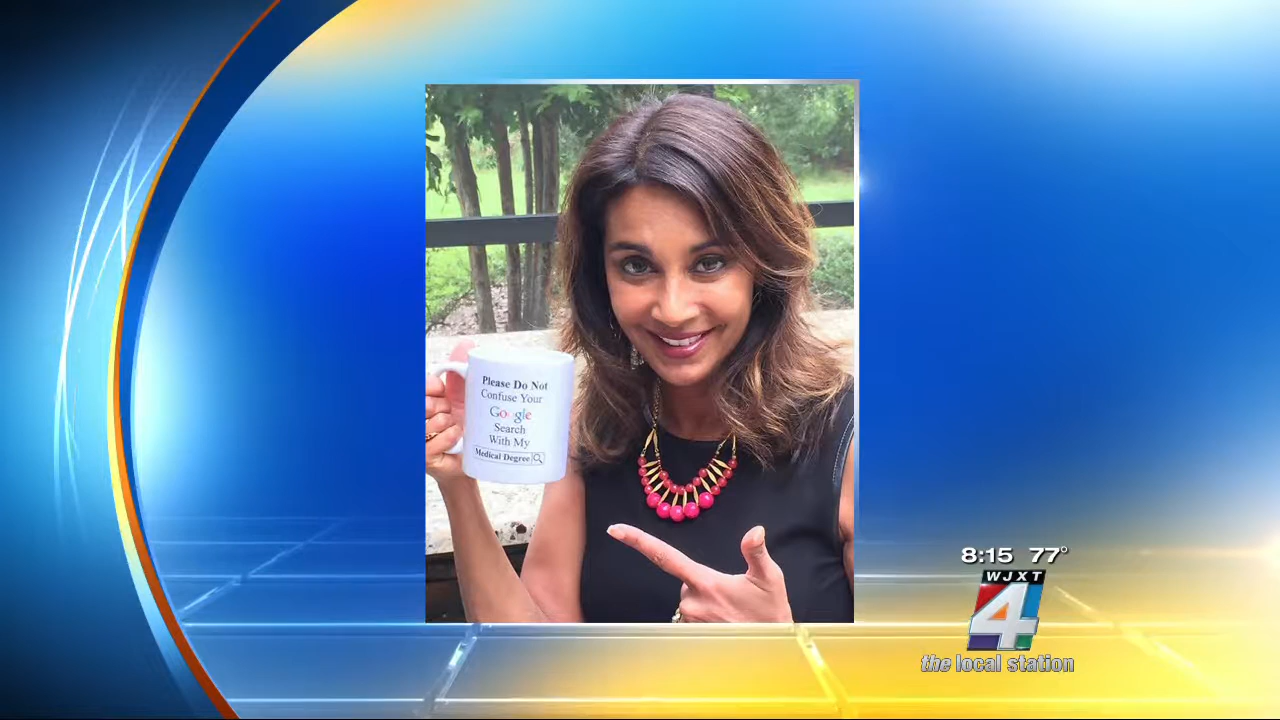 Please Do Not
Confuse Your
Google
Search
With My
Medical Degree
8:15 77°
WJXT
4
the local station